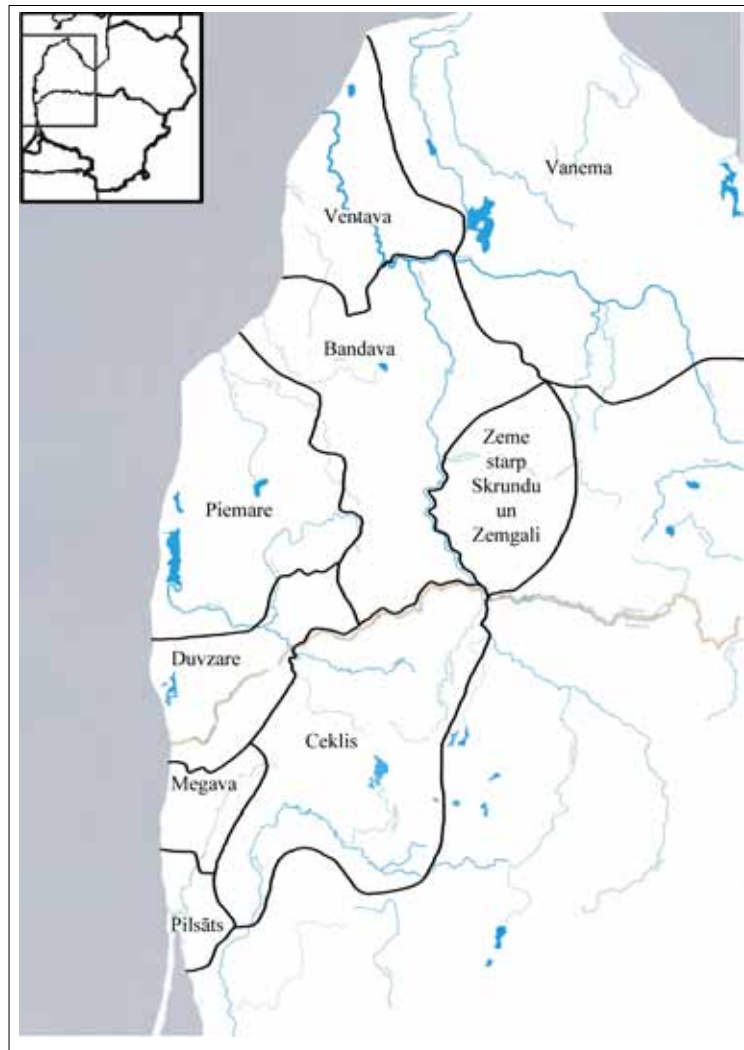 Vanema
Ventava
Bandava
Zeme
starp
Skrundu
un
Zemgali
Piemare
Duvzare
Ceklis
Megava
Pilsāts